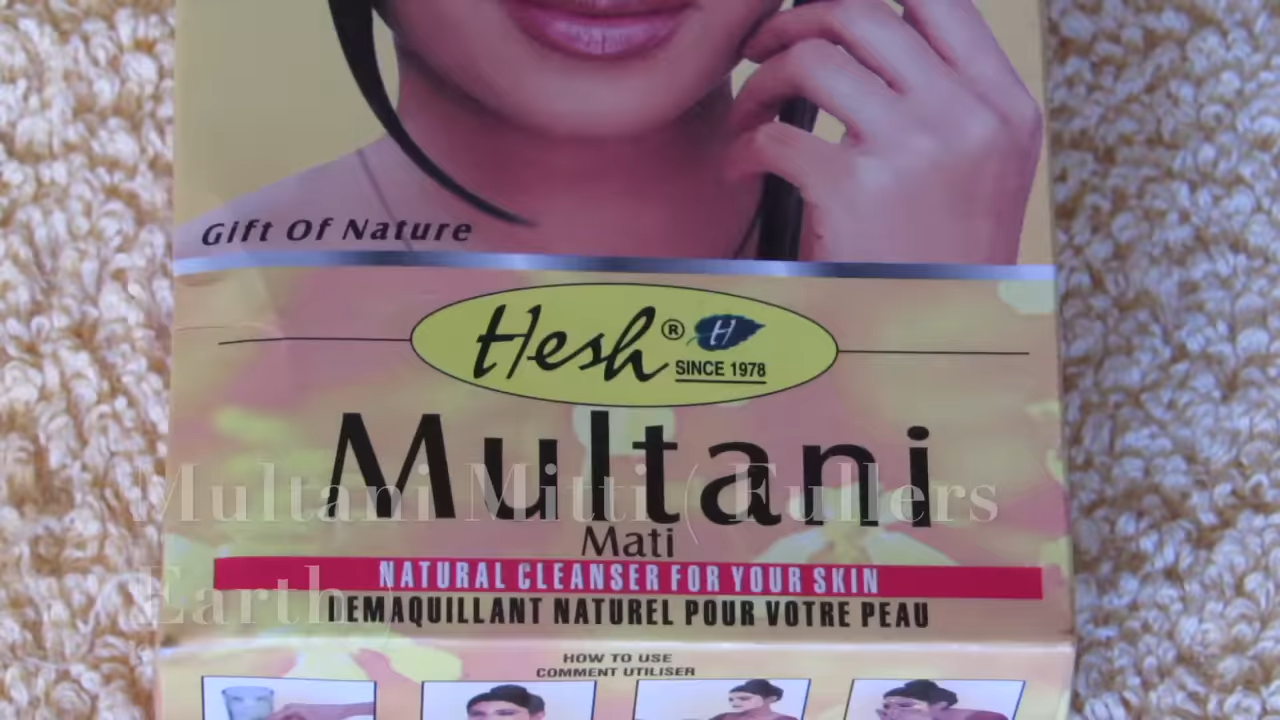 Gift Of Nature
Hesh® H
SINCE 1978
Multani
Multani Mitti ( Fullers
Mati
NATURAL CLEANSER FOR YOUR SKIN
Earth )
DEMAQUILLANT NATUREL POUR VOTRE PEAU
HOW TO USE
COMMENT UTILISER